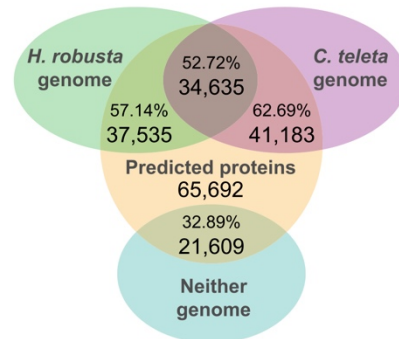 H. robusta
genome
52.72%
34,635
C. teleta
genome
57.14%
37,535
62.69%
41,183
Predicted proteins
65,692
32.89%
21,609
Neither
genome